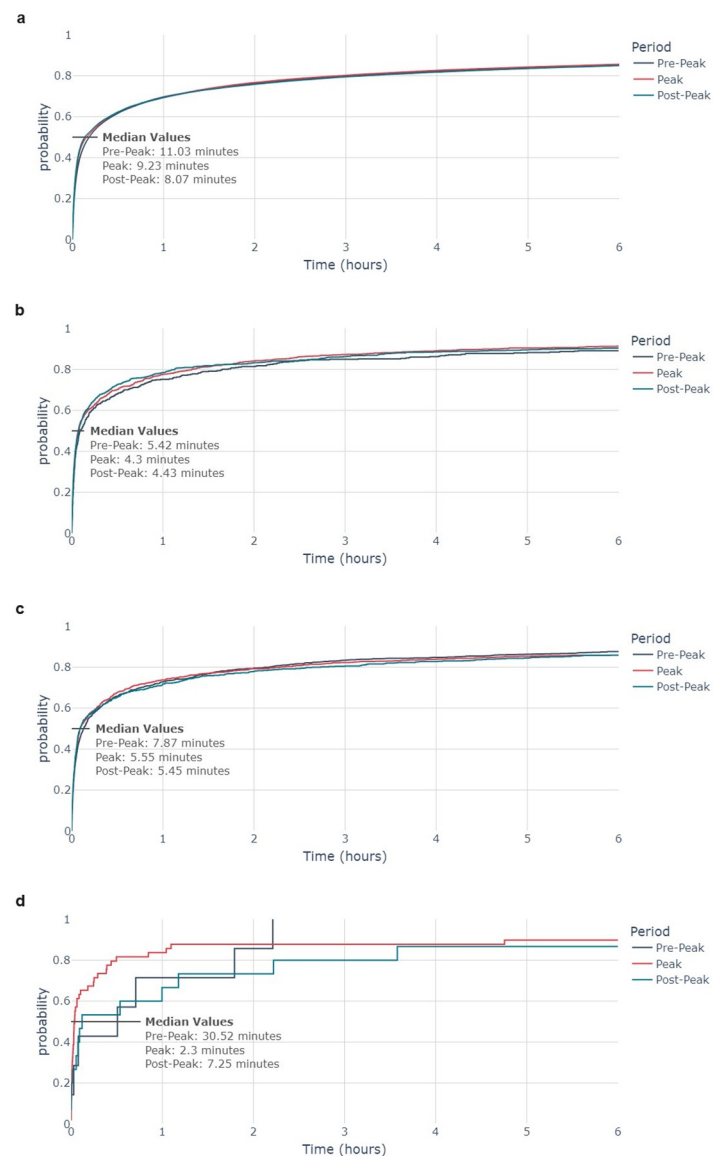 a
1
0.8
0.6
0.4
0.2
0
probability
Median Values
Pre-Peak: 11.03 minutes
Peak: 9.23 minutes
Post-Peak: 8.07 minutes
0 1 2 3 4 5 6
Time (hours)
Period
Pre-Peak
Peak
Post-Peak
b
1
0.8
0.6
0.4
0.2
0
probability
Median Values
Pre-Peak: 5.42 minutes
Peak: 4.3 minutes
Post-Peak: 4.43 minutes
0 1 2 3 4 5 6
Time (hours)
Period
Pre-Peak
Peak
Post-Peak
c
1
0.8
0.6
0.4
0.2
0
probability
Median Values
Pre-Peak: 7.87 minutes
Peak: 5.55 minutes
Post-Peak: 5.45 minutes
0 1 2 3 4 5 6
Time (hours)
Period
Pre-Peak
Peak
Post-Peak
d
1
0.8
0.6
0.4
0.2
0
probability
Median Values
Pre-Peak: 30.52 minutes
Peak: 2.3 minutes
Post-Peak: 7.25 minutes
0 1 2 3 4 5 6
Time (hours)
Period
Pre-Peak
Peak
Post-Peak